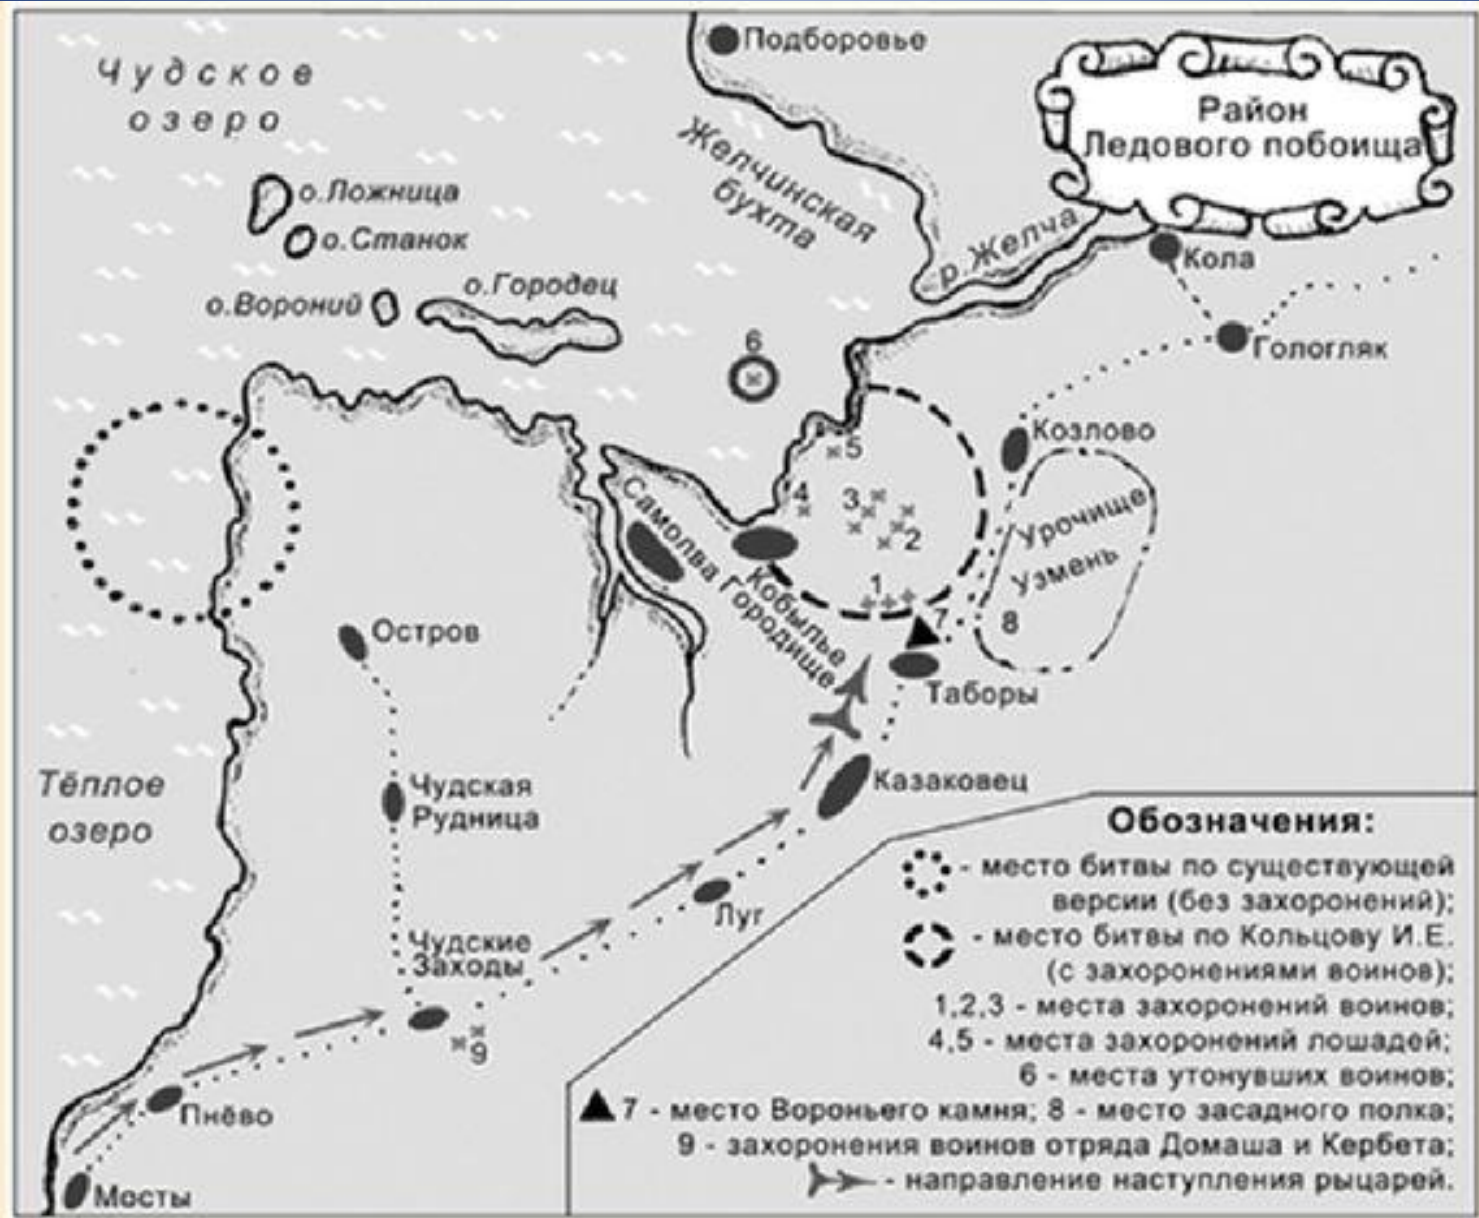 Подборовье
Чудское
озеро
Район
Ледового побоища
Желчинская
бухта
о.Ложница
о.Станок
р.Желча
Кола
о.Вороний
о.Городец
6
Гологляк
Козлово
5
4
3
2
1
7
8
Урочище
Узмень
Самолва
Кобылье
Городище
Остров
Таборы
Тёплое
озеро
Чудская
Рудница
Казаковец
Луг
Чудские
Заходы
9
Пнёво
Мосты
Обозначения:
- место битвы по существующей
версии (без захоронений);
- место битвы по Кольцову И.Е.
(с захоронениями воинов);
1,2,3 - места захоронений воинов;
4,5 - места захоронений лошадей;
6 - места утонувших воинов;
7 - место Вороньего камня; 8 - место засадного полка;
9 - захоронения воинов отряда Домаша и Кербета;
- направление наступления рыцарей.